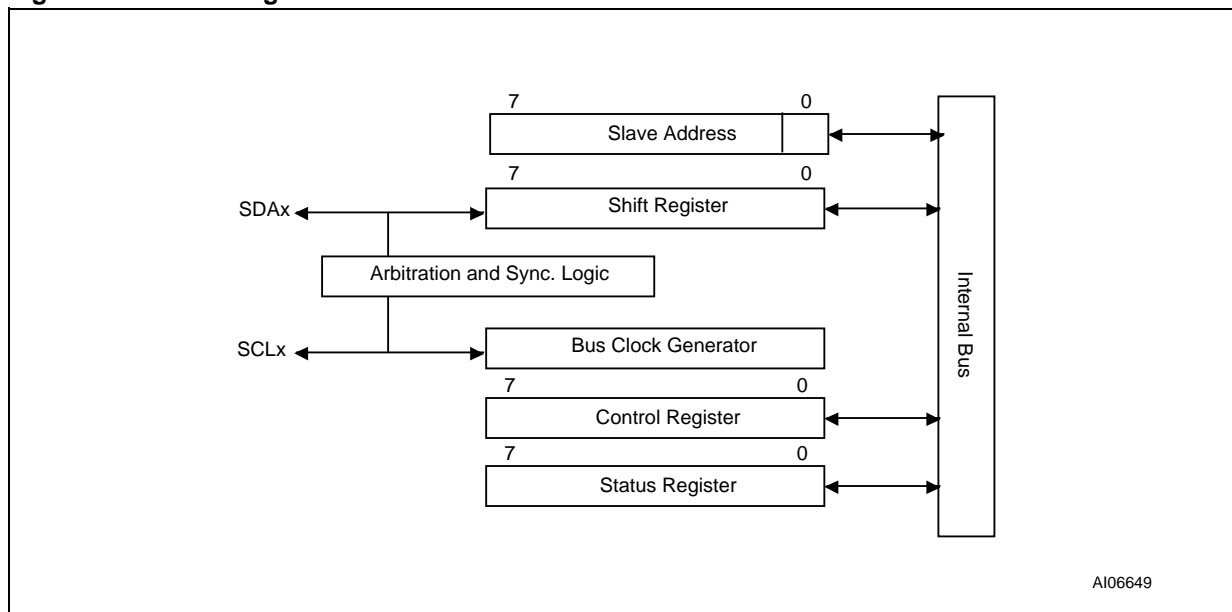 7 0
Slave Address
7 0
SDAx
Shift Register
Arbitration and Sync. Logic
Internal Bus
SCLx
Bus Clock Generator
7 0
Control Register
7 0
Status Register
AI06649